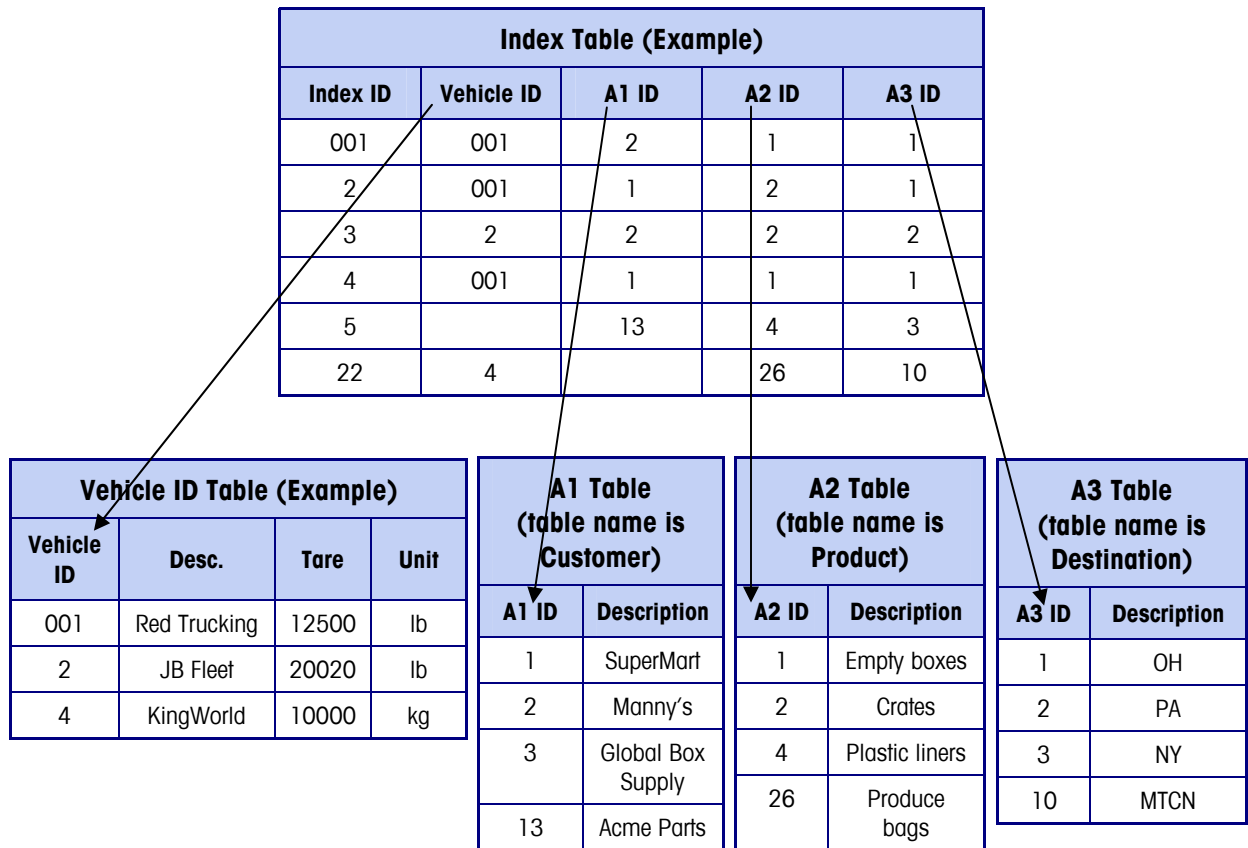 Index Table (Example)
Index ID Vehicle ID A1 ID A2 ID A3 ID
001 001 2 1 1
2 001 1 2 1
3 2 2 2 2
4 001 1 1 1
5 13 4 3
22 4 26 10
Vehicle ID Table (Example)
Vehicle
ID
Desc. Tare Unit
001 Red Trucking 12500 lb
2 JB Fleet 20020 lb
4 KingWorld 10000 kg
A1 Table
(table name is
Customer)
A1 ID Description
1 SuperMart
2 Manny's
3 Global Box
Supply
13 Acme Parts
A2 Table
(table name is
Product)
A2 ID Description
1 Empty boxes
2 Crates
4 Plastic liners
26 Produce
bags
A3 Table
(table name is
Destination)
A3 ID Description
1 OH
2 PA
3 NY
10 MTCN